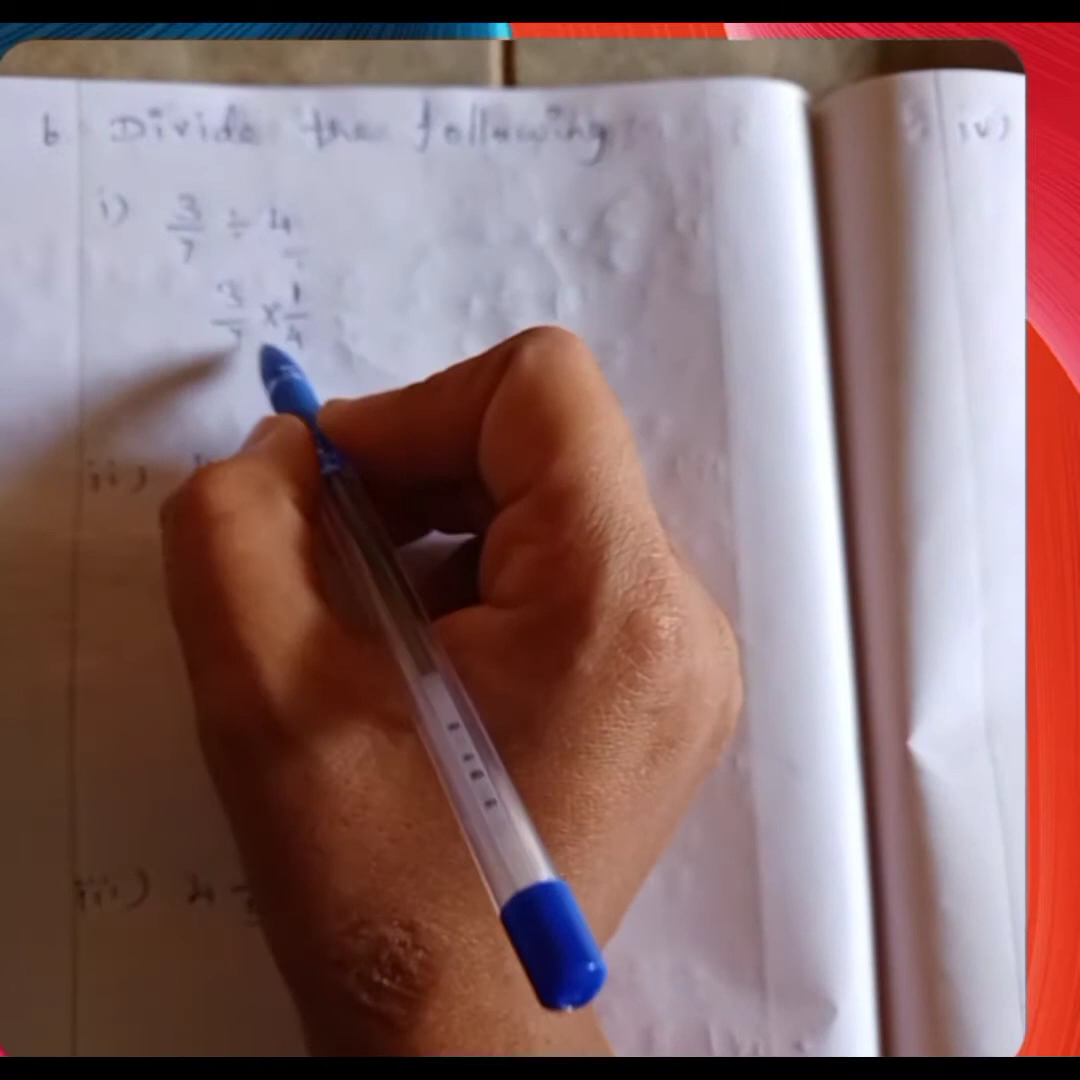 6 Divide the following
iv)
i) 3/7 ÷ 4
3/7 × 1/4
ii)
iii) 4